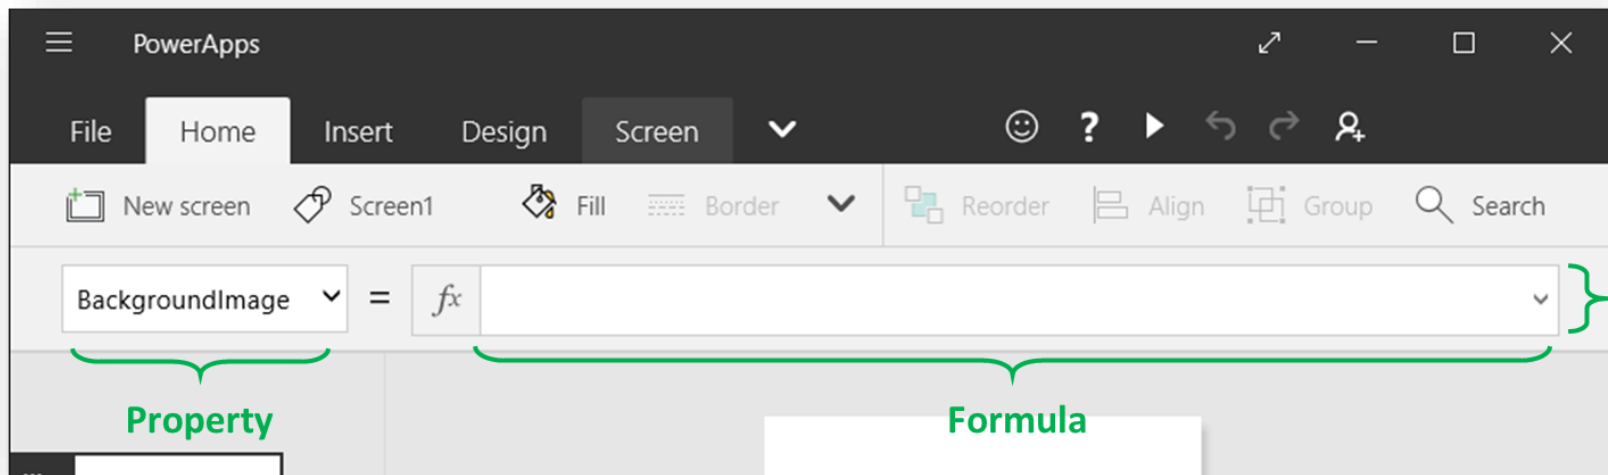 PowerApps
File Home Insert Design Screen ?
New screen Screen1 Fill Border Reorder Align Group Search
BackgroundImage = fx
Property Formula